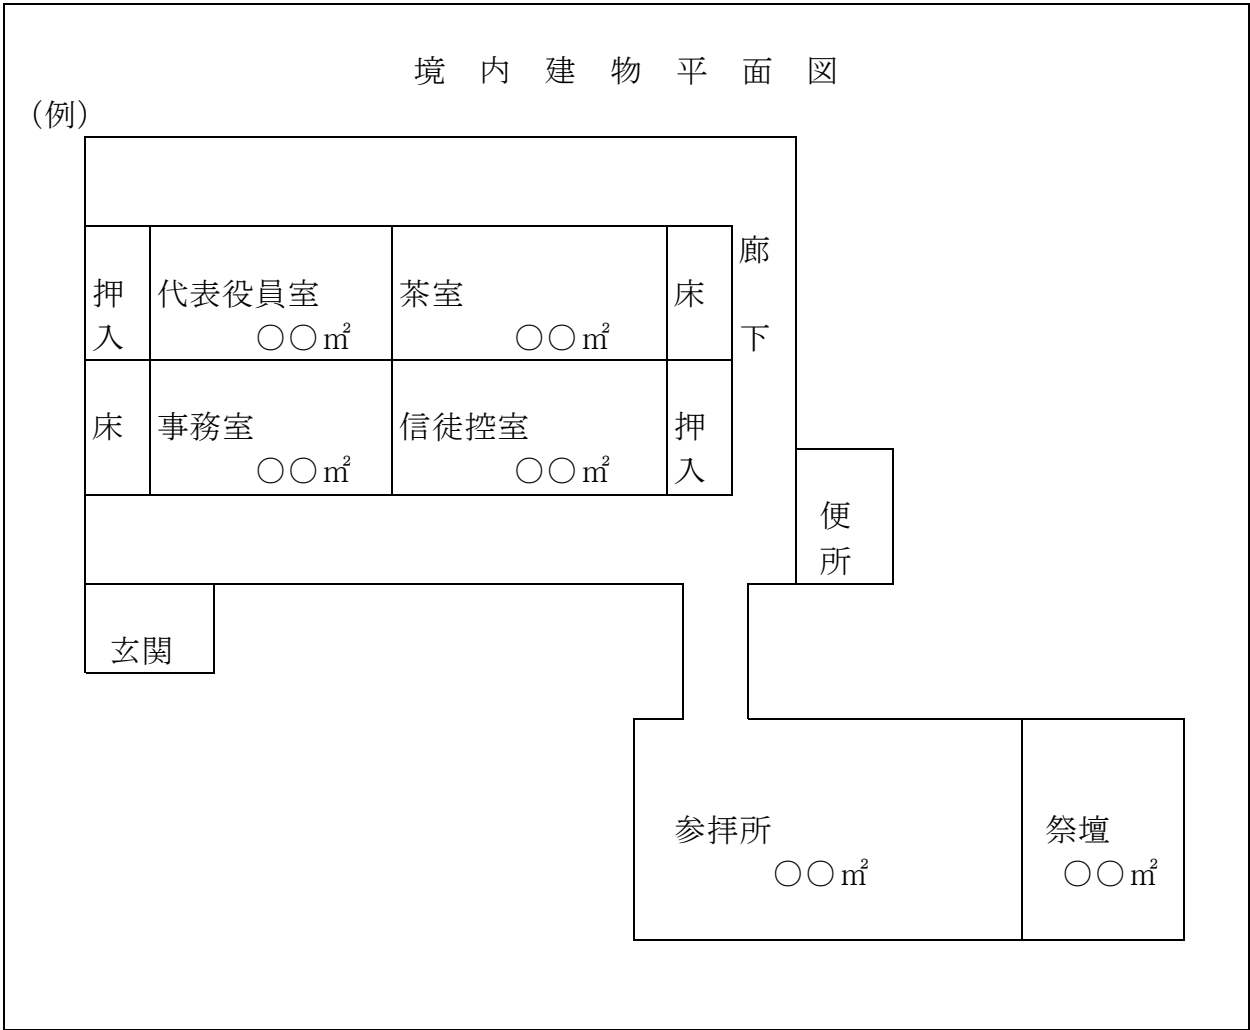 境内建物平面図
(例)
廊下
押入
代表役員室
○○㎡
茶室
○○㎡
床
床
事務室
○○㎡
信徒控室
○○㎡
押入
便所
玄関
参拝所
○○㎡
祭壇
○○㎡